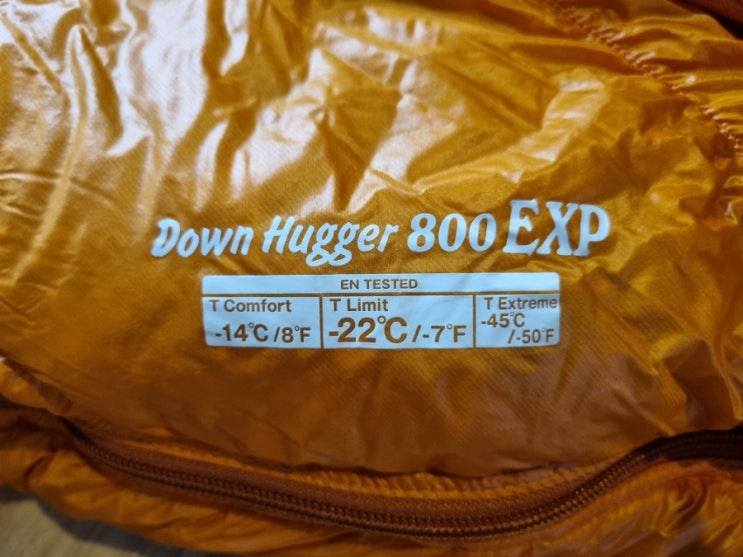 Down Hugger 800 EXP
EN TESTED
T Comfort
-14℃/8°F
T Limit
-22℃/-7°F
T Extreme
-45℃
/-50°F